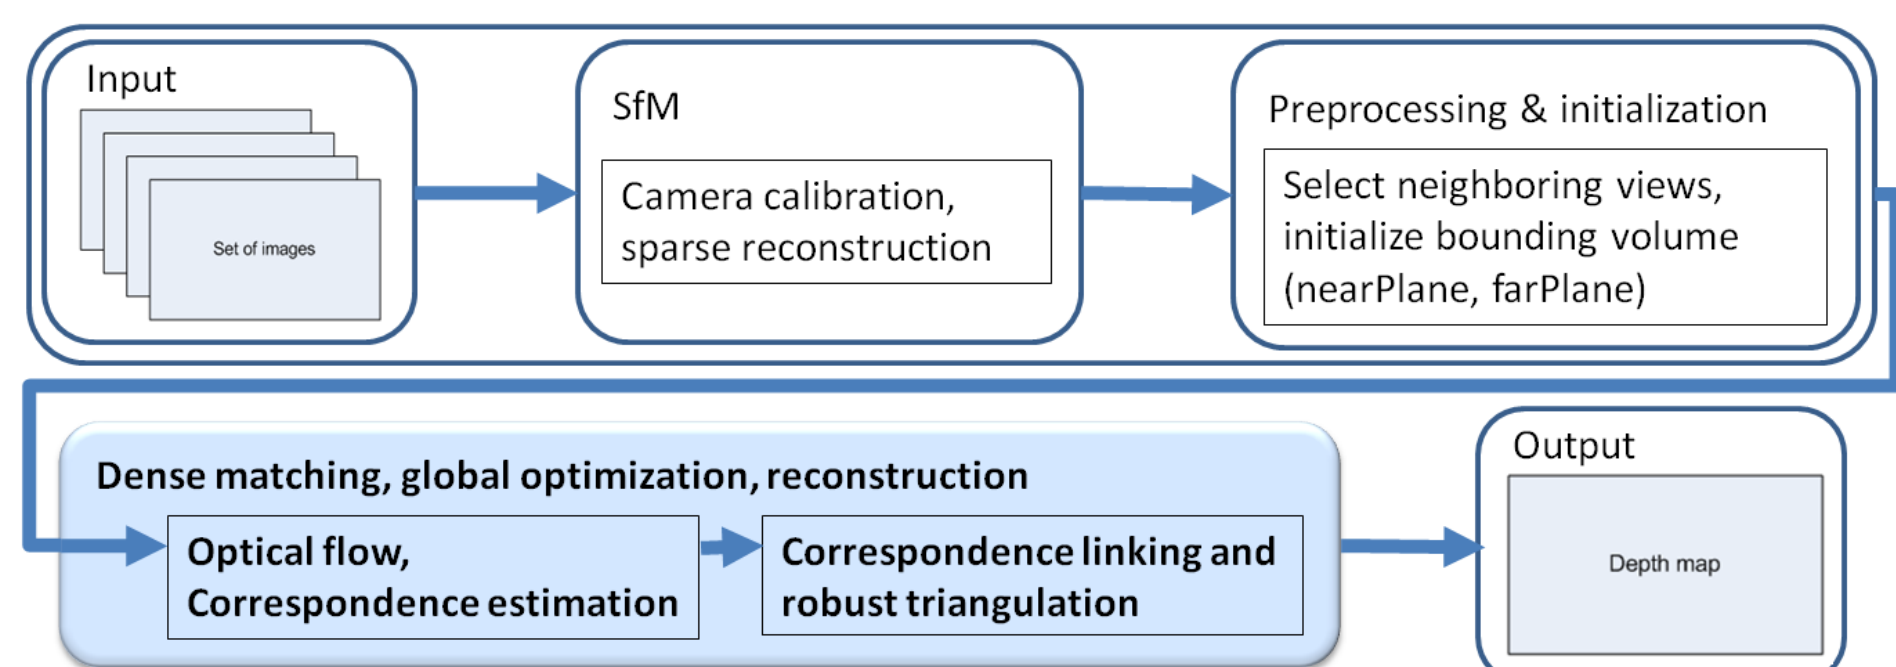 Input
Set of images
SfM
Camera calibration,
sparse reconstruction
Preprocessing & initialization
Select neighboring views,
initialize bounding volume
(nearPlane, farPlane)
Dense matching, global optimization, reconstruction
Optical flow,
Correspondence estimation
Correspondence linking and
robust triangulation
Output
Depth map